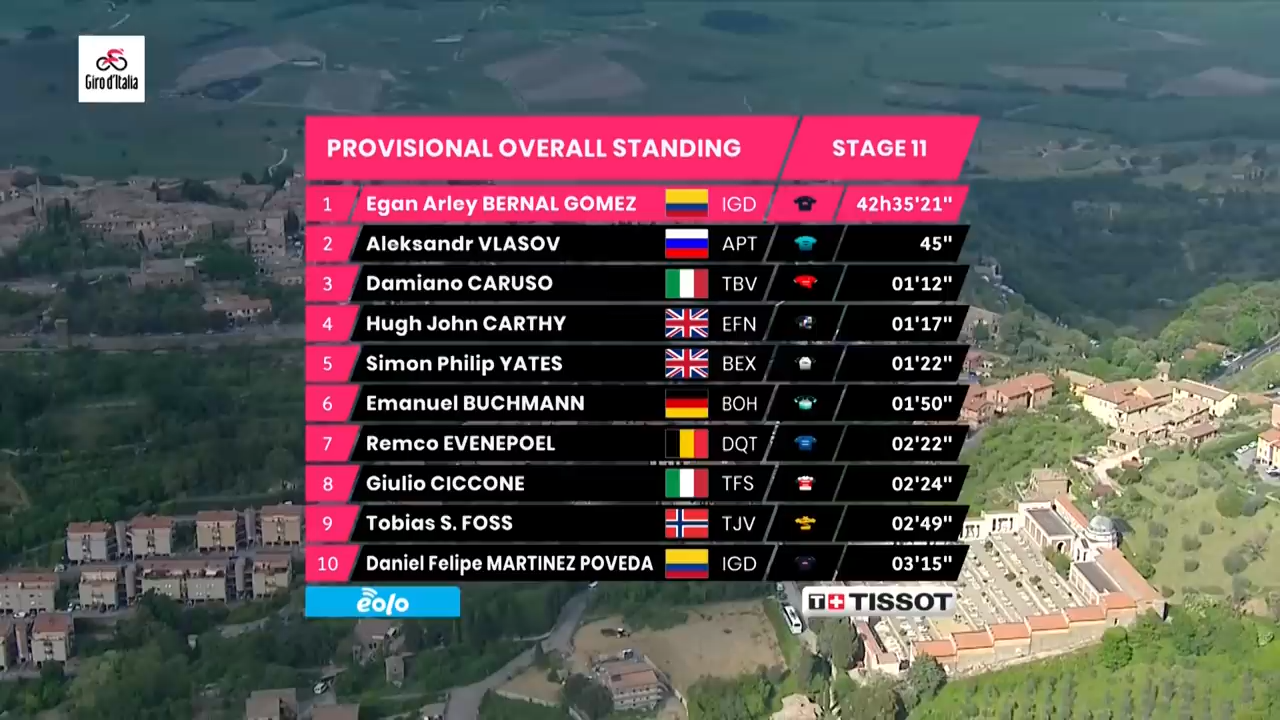 Giro d'Italia
PROVISIONAL OVERALL STANDING STAGE 11
1 Egan Arley BERNAL GOMEZ IGD 42h35'21"
2 Aleksandr VLASOV APT 45"
3 Damiano CARUSO TBV 01'12"
4 Hugh John CARTHY EFN 01'17"
5 Simon Philip YATES BEX 01'22"
6 Emanuel BUCHMANN BOH 01'50"
7 Remco EVENEPOEL DQT 02'22"
8 Giulio CICCONE TFS 02'24"
9 Tobias S. FOSS TJV 02'49"
10 Daniel Felipe MARTINEZ POVEDA IGD 03'15"
eolo T+ TISSOT